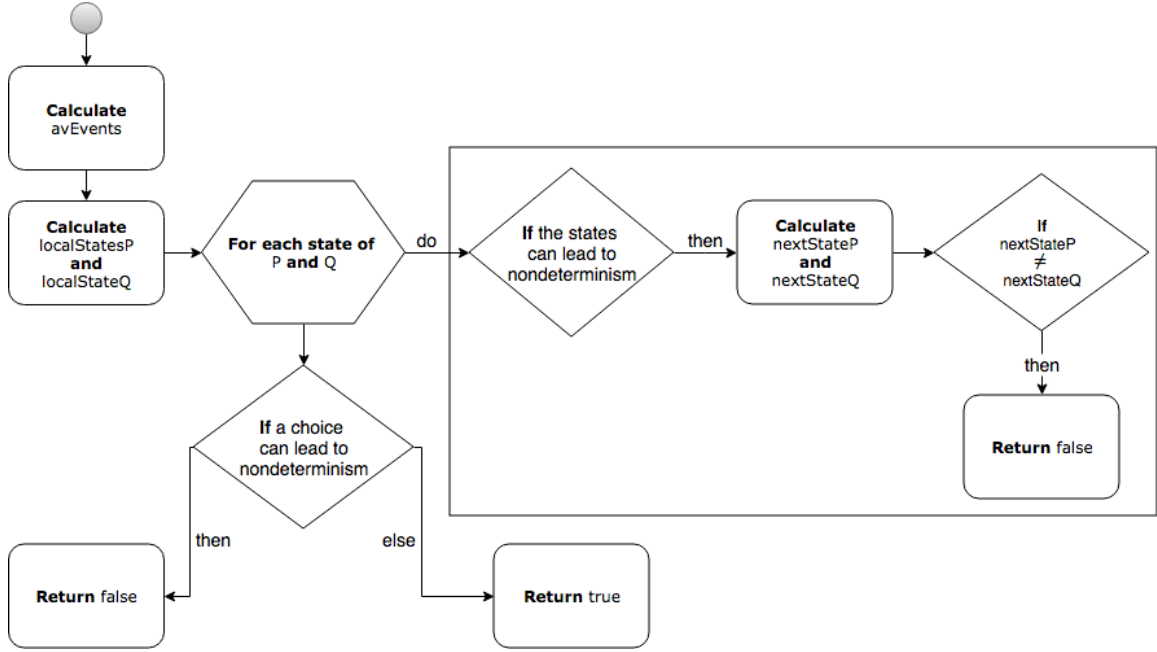 Calculate
avEvents
Calculate
localStatesP
and
localStateQ
For each state of
P and Q
do
If the states
can lead to
nondeterminism
then
Calculate
nextStateP
and
nextStateQ
If
nextStateP
≠
nextStateQ
then
Return false
If a choice
can lead to
nondeterminism
then
else
Return false
Return true